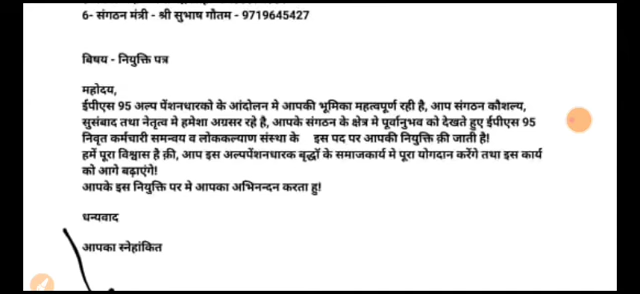 6- संगठन मंत्री - श्री सुभाष गौतम - 9719645427
बिषय - नियुक्ति पत्र
महोदय,
ईपीएस 95 अल्प पेंशनधारको के आंदोलन मे आपकी भूमिका महत्वपूर्ण रही है, आप संगठन कौशल्य,
सुसंबाद तथा नेतृत्व मे हमेशा अग्रसर रहे है, आपके संगठन के क्षेत्र मे पूर्वानुभव को देखते हुए ईपीएस 95
निवृत कर्मचारी समन्वय व लोककल्याण संस्था के इस पद पर आपकी नियुक्ति क़ी जाती है!
हमें पूरा विश्वास है क़ी, आप इस अल्पपेंशनधारक बृद्धों के समाजकार्य मे पूरा योगदान करेंगे तथा इस कार्य
को आगे बढ़ाएंगे!
आपके इस नियुक्ति पर मे आपका अभिनन्दन करता हु!
धन्यवाद
आपका स्नेहांकित